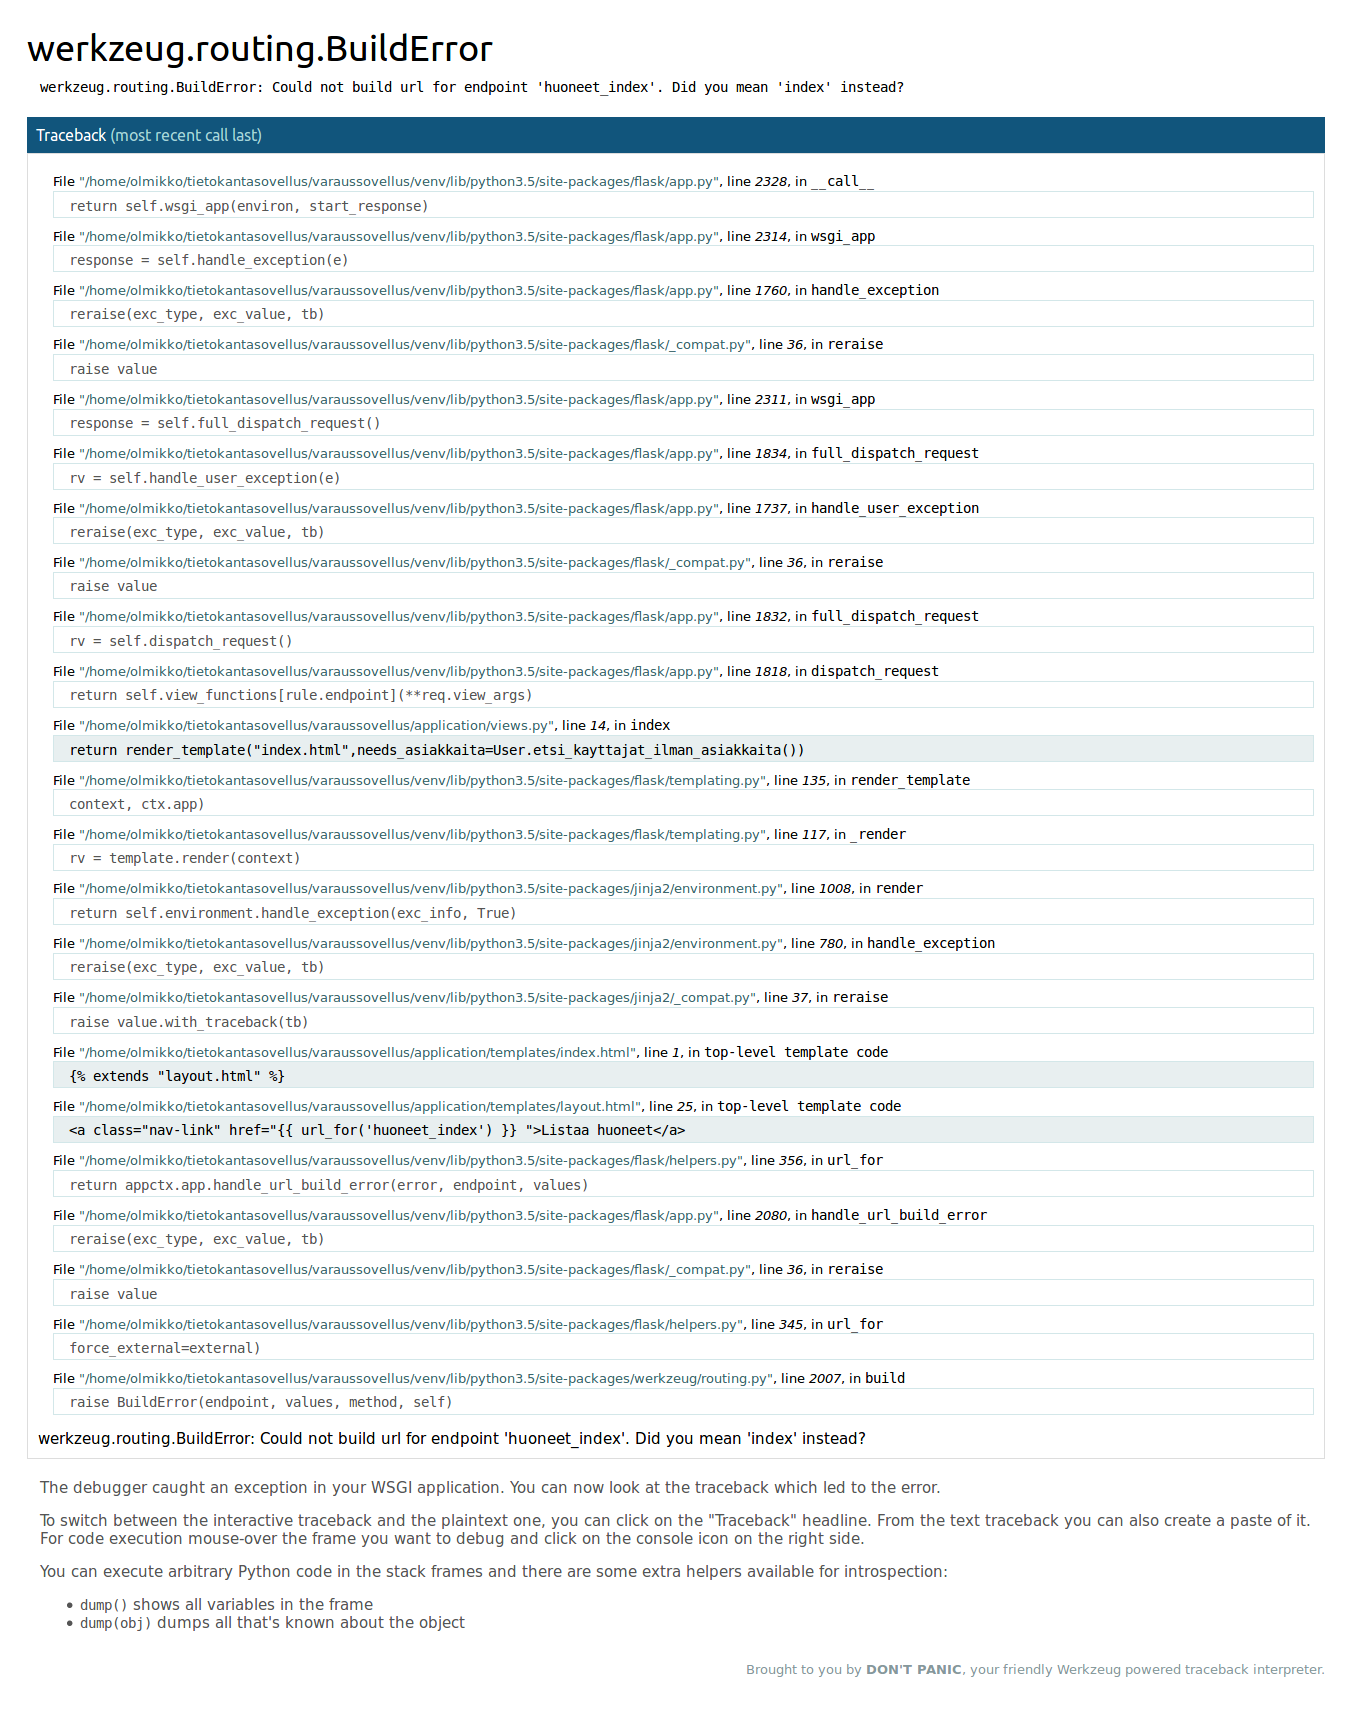 werkzeug.routing.BuildError
werkzeug.routing.BuildError: Could not build url for endpoint 'huoneet_index'. Did you mean 'index' instead?
Traceback (most recent call last)
File "/home/olmikko/tietokantasovellus/varaussovellus/venv/lib/python3.5/site-packages/flask/app.py", line 2328, in __call__
return self.wsgi_app(environ, start_response)
File "/home/olmikko/tietokantasovellus/varaussovellus/venv/lib/python3.5/site-packages/flask/app.py", line 2314, in wsgi_app
response = self.handle_exception(e)
File "/home/olmikko/tietokantasovellus/varaussovellus/venv/lib/python3.5/site-packages/flask/app.py", line 1760, in handle_exception
reraise(exc_type, exc_value, tb)
File "/home/olmikko/tietokantasovellus/varaussovellus/venv/lib/python3.5/site-packages/flask/_compat.py", line 36, in reraise
raise value
File "/home/olmikko/tietokantasovellus/varaussovellus/venv/lib/python3.5/site-packages/flask/app.py", line 2311, in wsgi_app
response = self.full_dispatch_request()
File "/home/olmikko/tietokantasovellus/varaussovellus/venv/lib/python3.5/site-packages/flask/app.py", line 1834, in full_dispatch_request
rv = self.handle_user_exception(e)
File "/home/olmikko/tietokantasovellus/varaussovellus/venv/lib/python3.5/site-packages/flask/app.py", line 1737, in handle_user_exception
reraise(exc_type, exc_value, tb)
File "/home/olmikko/tietokantasovellus/varaussovellus/venv/lib/python3.5/site-packages/flask/_compat.py", line 36, in reraise
raise value
File "/home/olmikko/tietokantasovellus/varaussovellus/venv/lib/python3.5/site-packages/flask/app.py", line 1832, in full_dispatch_request
rv = self.dispatch_request()
File "/home/olmikko/tietokantasovellus/varaussovellus/venv/lib/python3.5/site-packages/flask/app.py", line 1818, in dispatch_request
return self.view_functions[rule.endpoint](**req.view_args)
File "/home/olmikko/tietokantasovellus/varaussovellus/application/views.py", line 14, in index
return render_template("index.html",needs_asiakkaita=User.etsi_kayttajat_ilman_asiakkaita())
File "/home/olmikko/tietokantasovellus/varaussovellus/venv/lib/python3.5/site-packages/flask/templating.py", line 135, in render_template
context, ctx.app)
File "/home/olmikko/tietokantasovellus/varaussovellus/venv/lib/python3.5/site-packages/flask/templating.py", line 117, in _render
rv = template.render(context)
File "/home/olmikko/tietokantasovellus/varaussovellus/venv/lib/python3.5/site-packages/jinja2/environment.py", line 1008, in render
return self.environment.handle_exception(exc_info, True)
File "/home/olmikko/tietokantasovellus/varaussovellus/venv/lib/python3.5/site-packages/jinja2/environment.py", line 780, in handle_exception
reraise(exc_type, exc_value, tb)
File "/home/olmikko/tietokantasovellus/varaussovellus/venv/lib/python3.5/site-packages/jinja2/_compat.py", line 37, in reraise
raise value.with_traceback(tb)
File "/home/olmikko/tietokantasovellus/varaussovellus/application/templates/index.html", line 1, in top-level template code
{% extends "layout.html" %}
File "/home/olmikko/tietokantasovellus/varaussovellus/application/templates/layout.html", line 25, in top-level template code
<a class="nav-link" href="{{ url_for('huoneet_index') }} ">Listaa huoneet</a>
File "/home/olmikko/tietokantasovellus/varaussovellus/venv/lib/python3.5/site-packages/flask/helpers.py", line 356, in url_for
return appctx.app.handle_url_build_error(error, endpoint, values)
File "/home/olmikko/tietokantasovellus/varaussovellus/venv/lib/python3.5/site-packages/flask/app.py", line 2080, in handle_url_build_error
reraise(exc_type, exc_value, tb)
File "/home/olmikko/tietokantasovellus/varaussovellus/venv/lib/python3.5/site-packages/flask/_compat.py", line 36, in reraise
raise value
File "/home/olmikko/tietokantasovellus/varaussovellus/venv/lib/python3.5/site-packages/flask/helpers.py", line 345, in url_for
force_external=external)
File "/home/olmikko/tietokantasovellus/varaussovellus/venv/lib/python3.5/site-packages/werkzeug/routing.py", line 2007, in build
raise BuildError(endpoint, values, method, self)
werkzeug.routing.BuildError: Could not build url for endpoint 'huoneet_index'. Did you mean 'index' instead?
The debugger caught an exception in your WSGI application. You can now look at the traceback which led to the error.
To switch between the interactive traceback and the plaintext one, you can click on the "Traceback" headline. From the text traceback you can also create a paste of it.
For code execution mouse-over the frame you want to debug and click on the console icon on the right side.
You can execute arbitrary Python code in the stack frames and there are some extra helpers available for introspection:
• dump() shows all variables in the frame
• dump(obj) dumps all that's known about the object
Brought to you by DON'T PANIC, your friendly Werkzeug powered traceback interpreter.